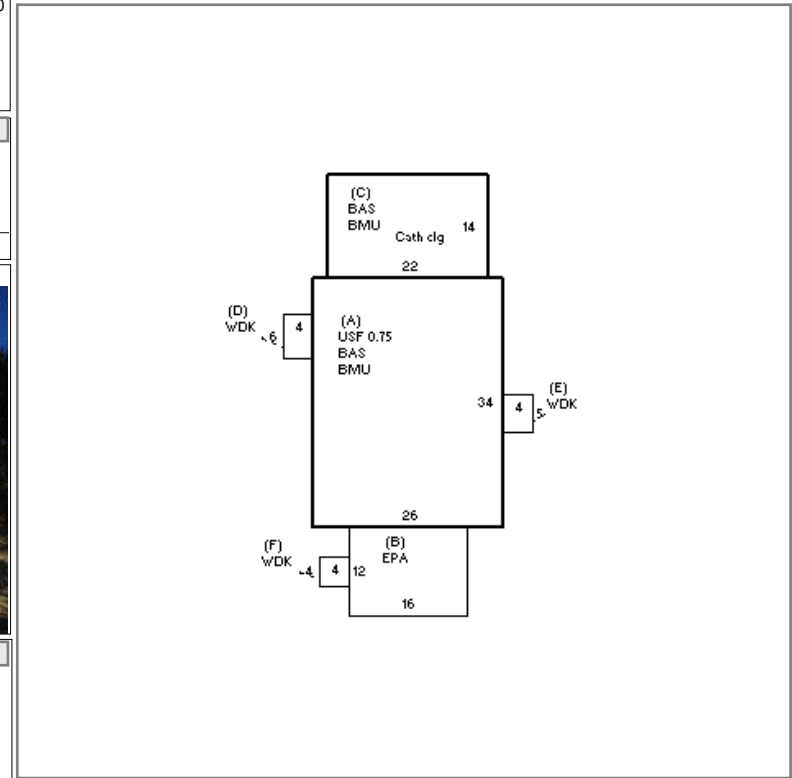 (C)
BAS
BMU
Cath clg
14
22
(D)
WDK
6
4
(A)
USF 0.75
BAS
BMU
34
4
5
(E)
WDK
26
(F)
WDK
4
4
12
(B)
EPA
16